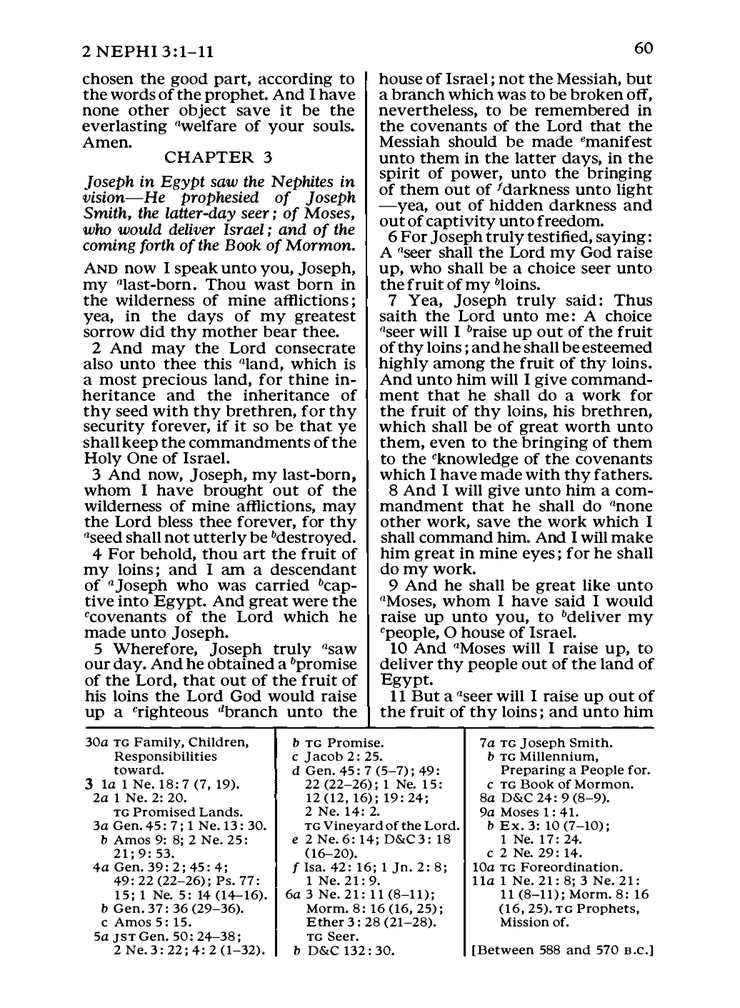 2 NEPHI 3:1–11
60
chosen the good part, according to
the words of the prophet. And I have
none other object save it be the
everlasting ᵃwelfare of your souls.
Amen.
CHAPTER 3
Joseph in Egypt saw the Nephites in
vision—He prophesied of Joseph
Smith, the latter-day seer; of Moses,
who would deliver Israel; and of the
coming forth of the Book of Mormon.
AND now I speak unto you, Joseph,
my ᵃlast-born. Thou wast born in
the wilderness of mine afflictions;
yea, in the days of my greatest
sorrow did thy mother bear thee.
2 And may the Lord consecrate
also unto thee this ᵃland, which is
a most precious land, for thine in-
heritance and the inheritance of
thy seed with thy brethren, for thy
security forever, if it so be that ye
shall keep the commandments of the
Holy One of Israel.
3 And now, Joseph, my last-born,
whom I have brought out of the
wilderness of mine afflictions, may
the Lord bless thee forever, for thy
ᵃseed shall not utterly be ᵇdestroyed.
4 For behold, thou art the fruit of
my loins; and I am a descendant
of ᵃJoseph who was carried ᵇcap-
tive into Egypt. And great were the
ᶜcovenants of the Lord which he
made unto Joseph.
5 Wherefore, Joseph truly ᵃsaw
our day. And he obtained a ᵇpromise
of the Lord, that out of the fruit of
his loins the Lord God would raise
up a ᶜrighteous ᵈbranch unto the
house of Israel; not the Messiah, but
a branch which was to be broken off,
nevertheless, to be remembered in
the covenants of the Lord that the
Messiah should be made ᵉmanifest
unto them in the latter days, in the
spirit of power, unto the bringing
of them out of ᶠdarkness unto light
—yea, out of hidden darkness and
out of captivity unto freedom.
6 For Joseph truly testified, saying:
A ᵃseer shall the Lord my God raise
up, who shall be a choice seer unto
the fruit of my ᵇloins.
7 Yea, Joseph truly said: Thus
saith the Lord unto me: A choice
ᵃseer will I ᵇraise up out of the fruit
of thy loins; and he shall be esteemed
highly among the fruit of thy loins.
And unto him will I give command-
ment that he shall do a work for
the fruit of thy loins, his brethren,
which shall be of great worth unto
them, even to the bringing of them
to the ᶜknowledge of the covenants
which I have made with thy fathers.
8 And I will give unto him a com-
mandment that he shall do ᵃnone
other work, save the work which I
shall command him. And I will make
him great in mine eyes; for he shall
do my work.
9 And he shall be great like unto
ᵃMoses, whom I have said I would
raise up unto you, to ᵇdeliver my
ᶜpeople, O house of Israel.
10 And ᵃMoses will I raise up, to
deliver thy people out of the land of
Egypt.
11 But a ᵃseer will I raise up out of
the fruit of thy loins; and unto him
30a TG Family, Children,
Responsibilities
toward.
3 1a 1 Ne. 18: 7 (7, 19).
2a 1 Ne. 2: 20.
TG Promised Lands.
3a Gen. 45: 7; 1 Ne. 13: 30.
b Amos 9: 8; 2 Ne. 25:
21; 9: 53.
4a Gen. 39: 2; 45: 4;
49: 22 (22–26); Ps. 77:
15; 1 Ne. 5: 14 (14–16).
b Gen. 37: 36 (29–36).
c Amos 5: 15.
5a JST Gen. 50: 24–38;
2 Ne. 3: 22; 4: 2 (1–32).
b TG Promise.
c Jacob 2: 25.
d Gen. 45: 7 (5–7); 49:
22 (22–26); 1 Ne. 15:
12 (12, 16); 19: 24;
2 Ne. 14: 2.
TG Vineyard of the Lord.
e 2 Ne. 6: 14; D&C 3: 18
(16–20).
f Isa. 42: 16; 1 Jn. 2: 8;
1 Ne. 21: 9.
6a 3 Ne. 21: 11 (8–11);
Morm. 8: 16 (16, 25);
Ether 3: 28 (21–28).
TG Seer.
b D&C 132: 30.
7a TG Joseph Smith.
b TG Millennium,
Preparing a People for.
c TG Book of Mormon.
8a D&C 24: 9 (8–9).
9a Moses 1: 41.
b Ex. 3: 10 (7–10);
1 Ne. 17: 24.
c 2 Ne. 29: 14.
10a TG Foreordination.
11a 1 Ne. 21: 8; 3 Ne. 21:
11 (8–11); Morm. 8: 16
(16, 25). TG Prophets,
Mission of.
[Between 588 and 570 B.C.]